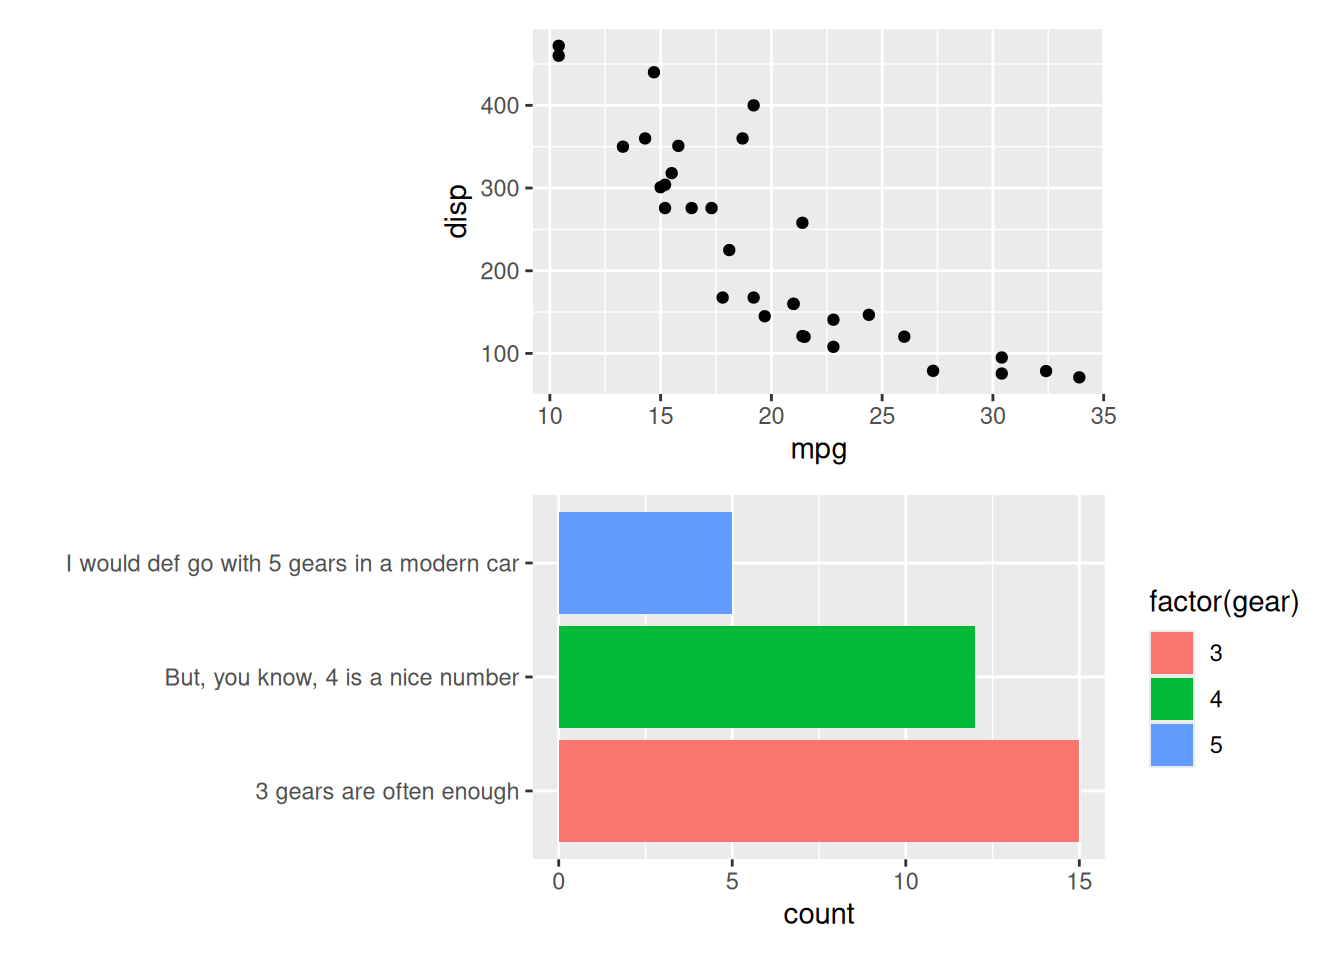 disp
400
300
200
100
10 15 20 25 30 35
mpg
I would def go with 5 gears in a modern car
But, you know, 4 is a nice number
3 gears are often enough
0 5 10 15
count
factor(gear)
3
4
5